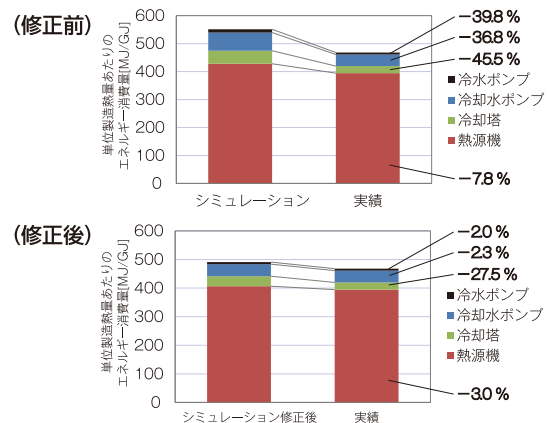 （修正前）
単位製造熱量あたりの
エネルギー消費量[MJ/GJ]
600
500
400
300
200
100
0
シミュレーション
実績
−39.8 %
−36.8 %
−45.5 %
冷水ポンプ
冷却水ポンプ
冷却塔
熱源機
−7.8 %
（修正後）
単位製造熱量あたりの
エネルギー消費量[MJ/GJ]
600
500
400
300
200
100
0
シミュレーション修正後
実績
−2.0 %
−2.3 %
−27.5 %
冷水ポンプ
冷却水ポンプ
冷却塔
熱源機
−3.0 %